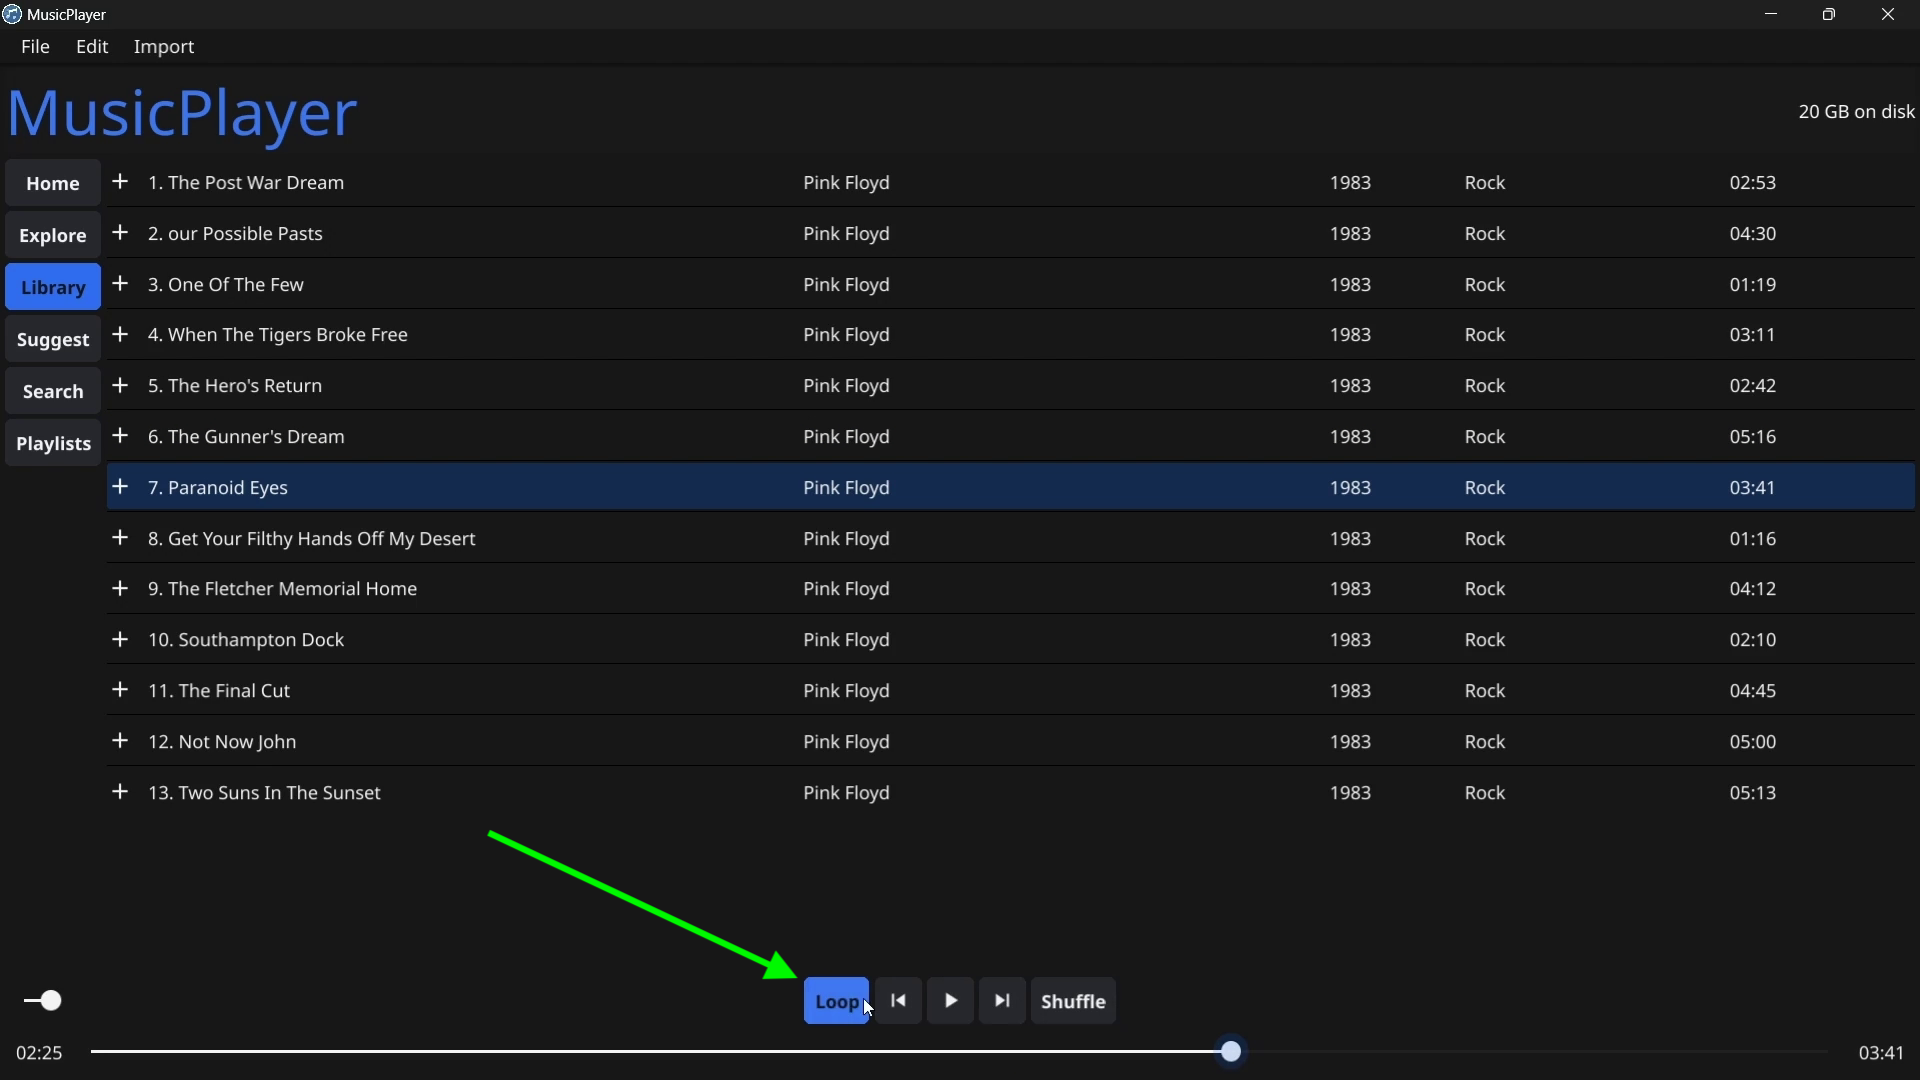 MusicPlayer
File Edit Import
MusicPlayer
20 GB on disk
Home
Explore
Library
Suggest
Search
Playlists
+ 1. The Post War Dream Pink Floyd 1983 Rock 02:53
+ 2. our Possible Pasts Pink Floyd 1983 Rock 04:30
+ 3. One Of The Few Pink Floyd 1983 Rock 01:19
+ 4. When The Tigers Broke Free Pink Floyd 1983 Rock 03:11
+ 5. The Hero's Return Pink Floyd 1983 Rock 02:42
+ 6. The Gunner's Dream Pink Floyd 1983 Rock 05:16
+ 7. Paranoid Eyes Pink Floyd 1983 Rock 03:41
+ 8. Get Your Filthy Hands Off My Desert Pink Floyd 1983 Rock 01:16
+ 9. The Fletcher Memorial Home Pink Floyd 1983 Rock 04:12
+ 10. Southampton Dock Pink Floyd 1983 Rock 02:10
+ 11. The Final Cut Pink Floyd 1983 Rock 04:45
+ 12. Not Now John Pink Floyd 1983 Rock 05:00
+ 13. Two Suns In The Sunset Pink Floyd 1983 Rock 05:13
Loop Shuffle
02:25 03:41